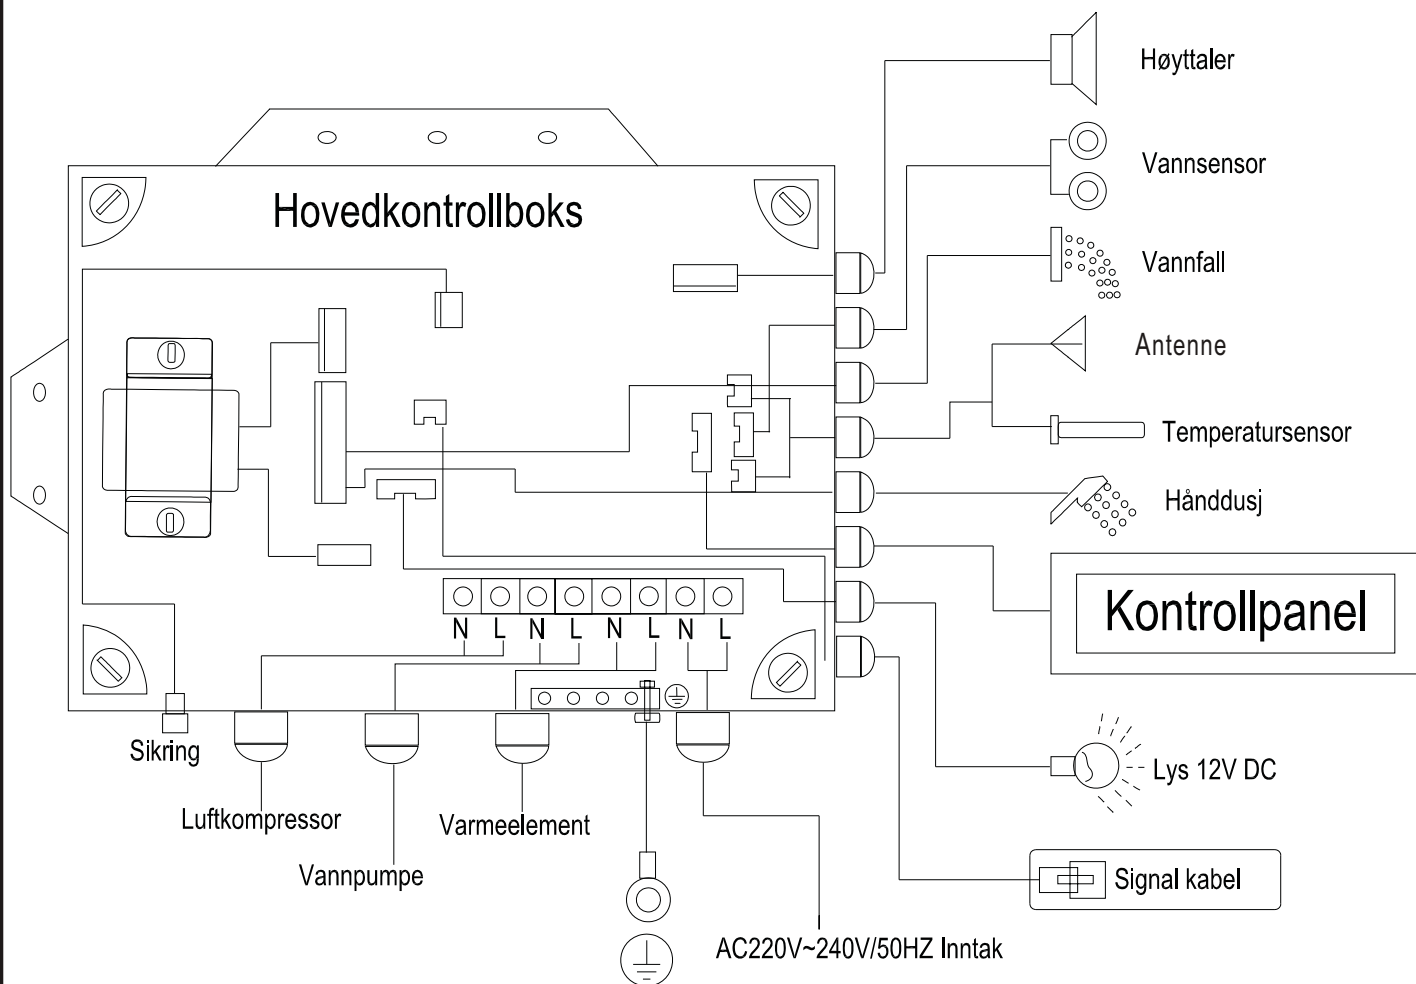 Høyttaler
Vannsensor
Hovedkontrollboks
Vannfall
Antenne
Temperatursensor
Hånddusj
Kontrollpanel
N L N L N L N L
Sikring
Lys 12V DC
Luftkompressor
Varmeelement
Vannpumpe
Signal kabel
AC220V~240V/50HZ Inntak